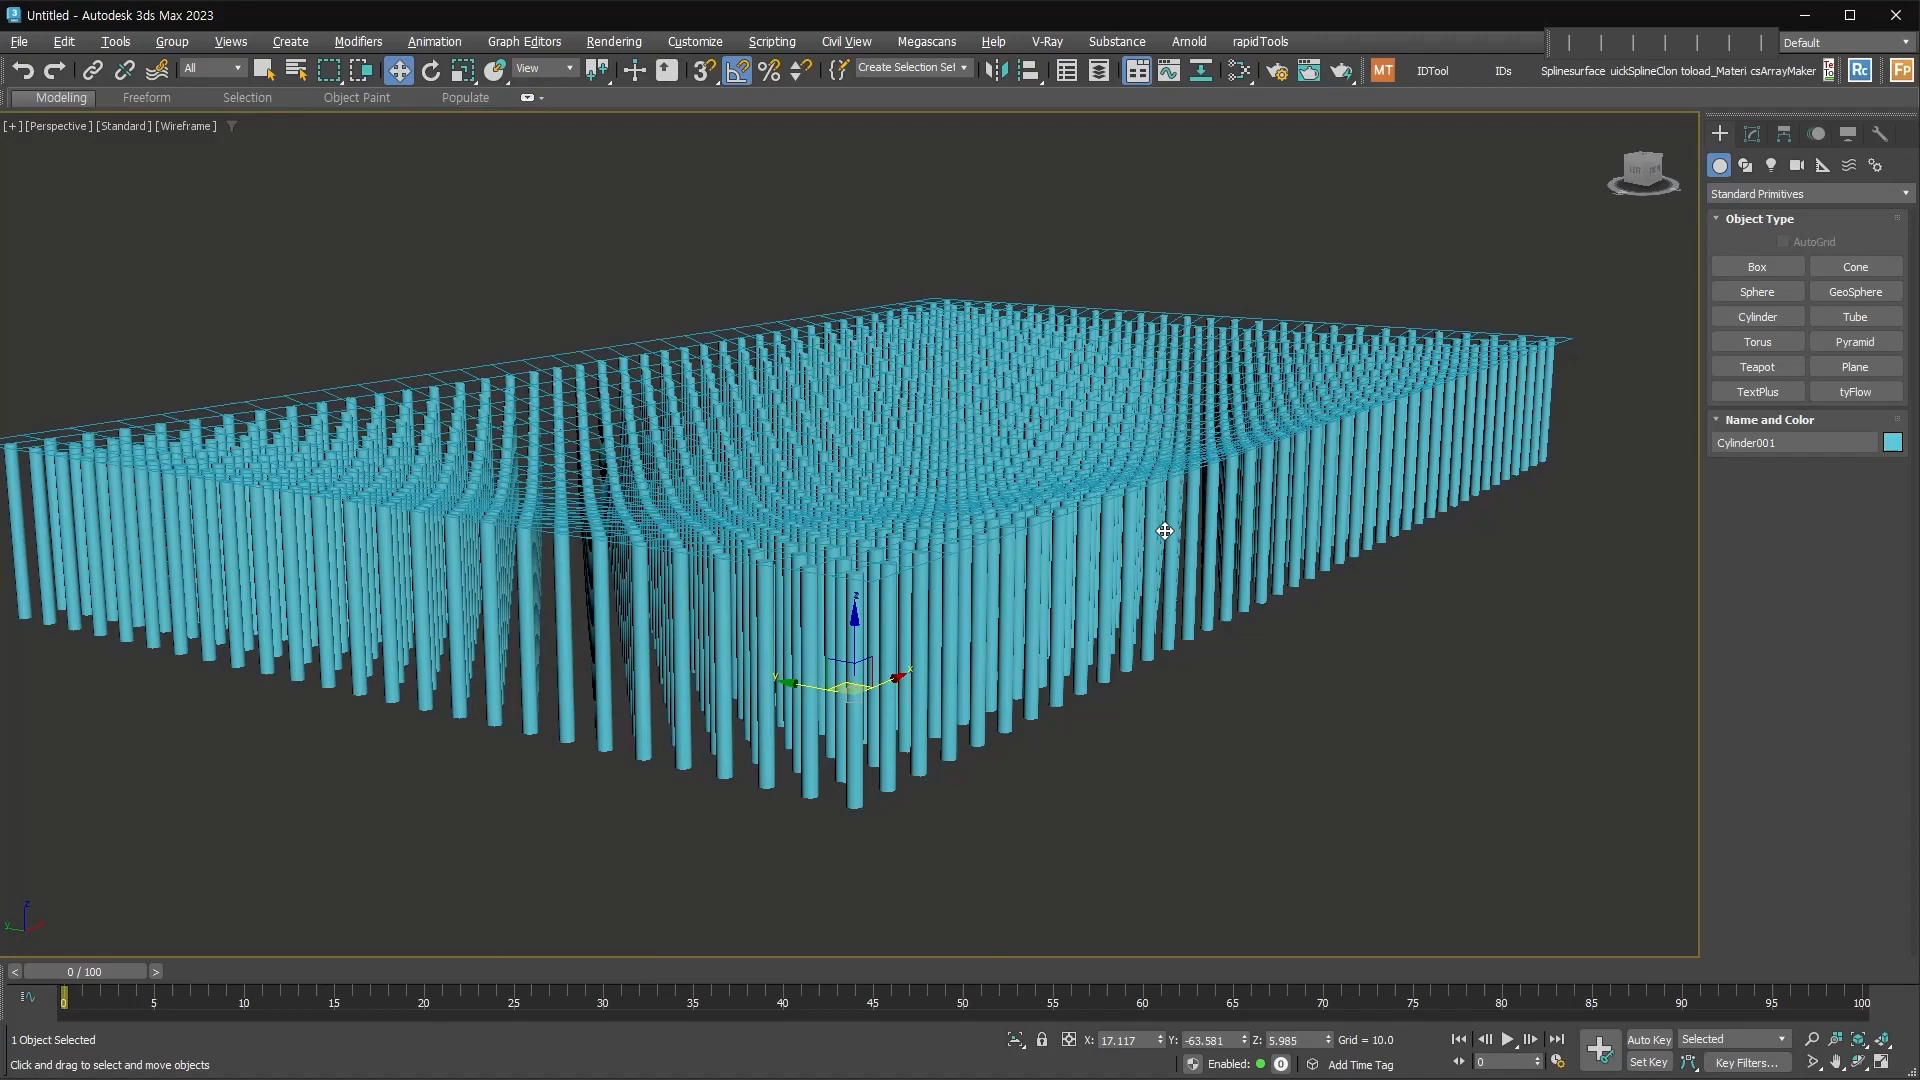 Untitled - Autodesk 3ds Max 2023
File Edit Tools Group Views Create Modifiers Animation Graph Editors Rendering Customize Scripting Civil View Megascans Help V-Ray Substance Arnold rapidTools Default
All View Create Selection Set MT IDTool IDs Splinesurface uickSplineClon toload_Materi csArrayMaker Rc Fp
Modeling Freeform Selection Object Paint Populate
[+] [Perspective ] [Standard ] [Wireframe ]
Standard Primitives
Object Type
AutoGrid
Box Cone
Sphere GeoSphere
Cylinder Tube
Torus Pyramid
Teapot Plane
TextPlus tyFlow
Name and Color
Cylinder001
z
y x
z
y
< 0 / 100 >
0 5 10 15 20 25 30 35 40 45 50 55 60 65 70 75 80 85 90 95 100
1 Object Selected X: 17.117 Y: -63.581 Z: 5.985 Grid = 10.0 Auto Key Selected
Click and drag to select and move objects Enabled: 0 Add Time Tag 0 Set Key Key Filters...